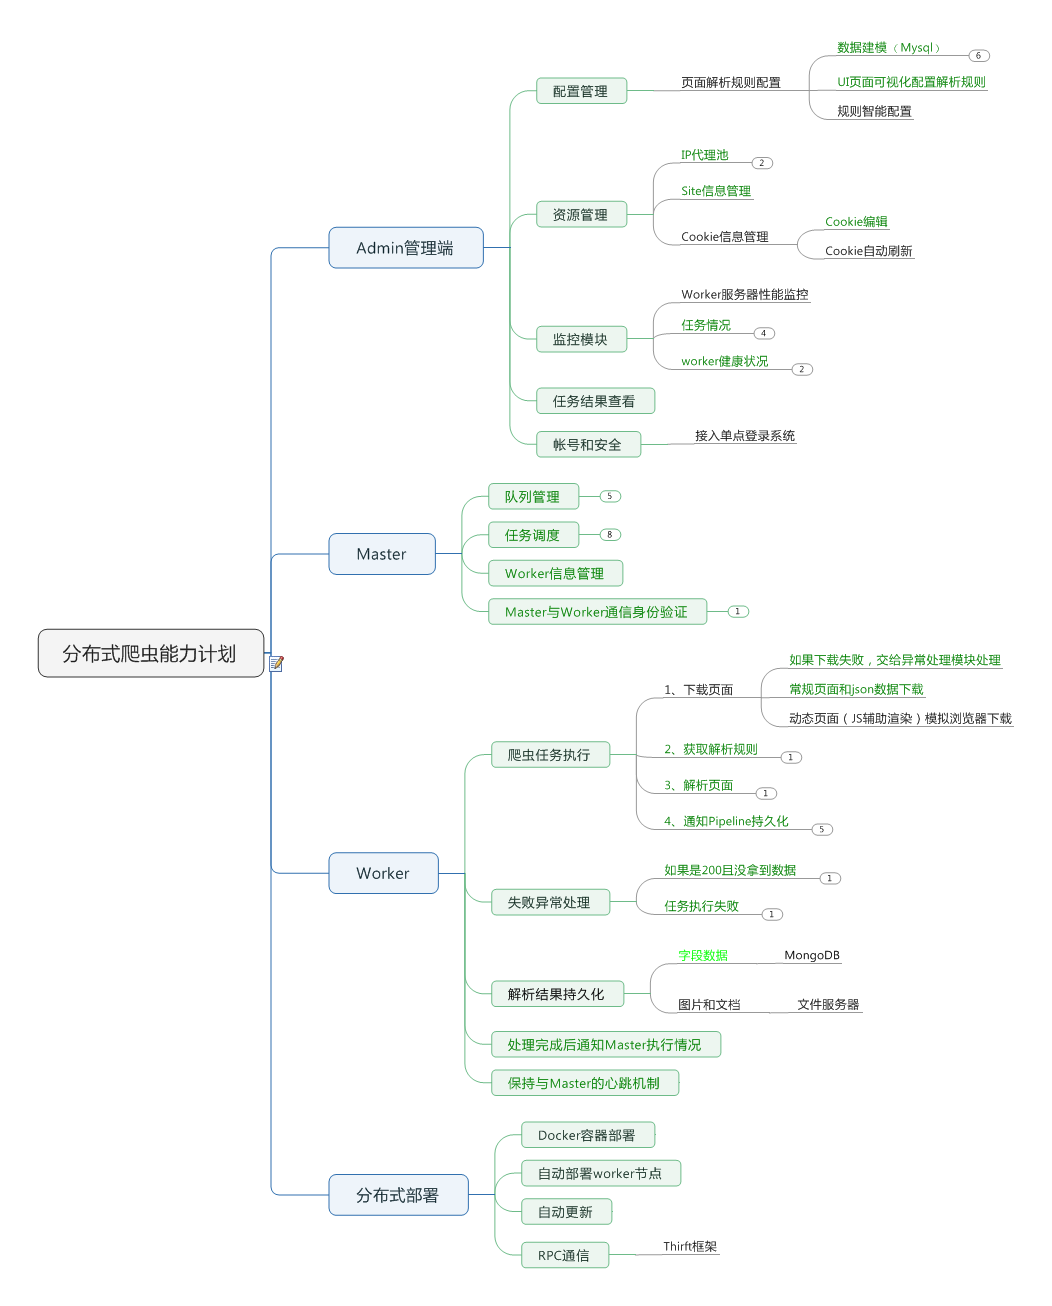 分布式爬虫能力计划
Admin管理端
配置管理
页面解析规则配置
数据建模（Mysql）
6
UI页面可视化配置解析规则
规则智能配置
资源管理
IP代理池
2
Site信息管理
Cookie信息管理
Cookie编辑
Cookie自动刷新
监控模块
Worker服务器性能监控
任务情况
4
worker健康状况
2
任务结果查看
帐号和安全
接入单点登录系统
Master
队列管理
5
任务调度
8
Worker信息管理
Master与Worker通信身份验证
1
Worker
爬虫任务执行
1、下载页面
如果下载失败，交给异常处理模块处理
常规页面和json数据下载
动态页面（JS辅助渲染）模拟浏览器下载
2、获取解析规则
1
3、解析页面
1
4、通知Pipeline持久化
5
失败异常处理
如果是200且没拿到数据
1
任务执行失败
1
解析结果持久化
字段数据
MongoDB
图片和文档
文件服务器
处理完成后通知Master执行情况
保持与Master的心跳机制
分布式部署
Docker容器部署
自动部署worker节点
自动更新
RPC通信
Thirft框架